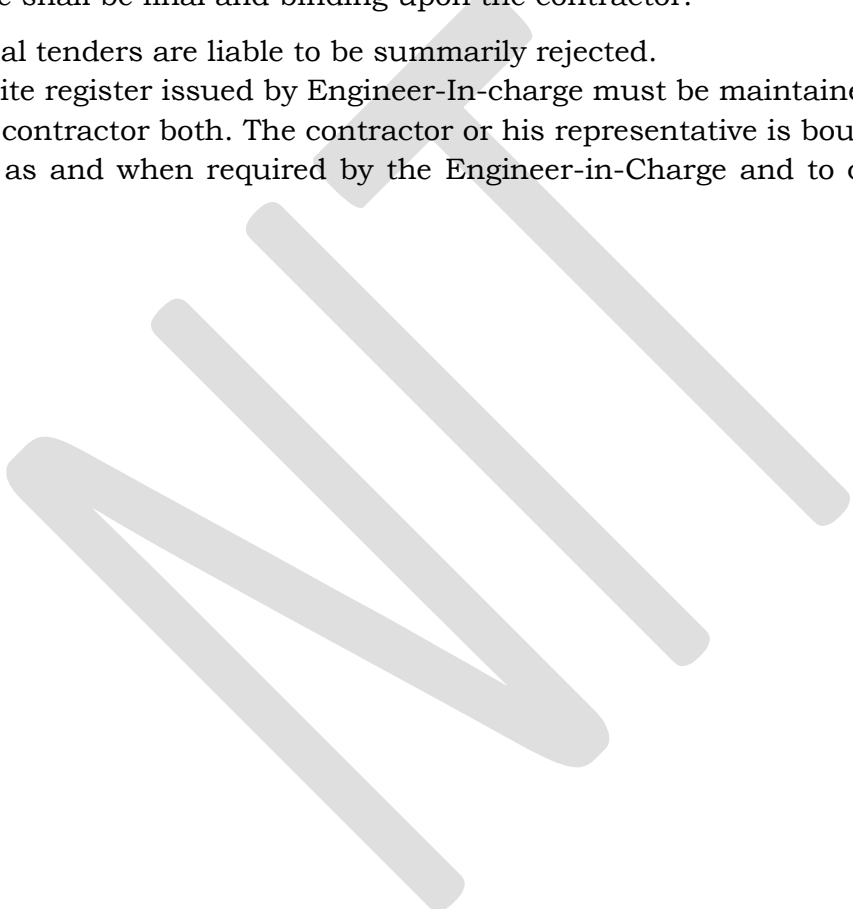 e shall be final and binding upon the contractor.
al tenders are liable to be summarily rejected.
ite register issued by Engineer-In-charge must be maintaine
contractor both. The contractor or his representative is bou
as and when required by the Engineer-in-Charge and to
NIT